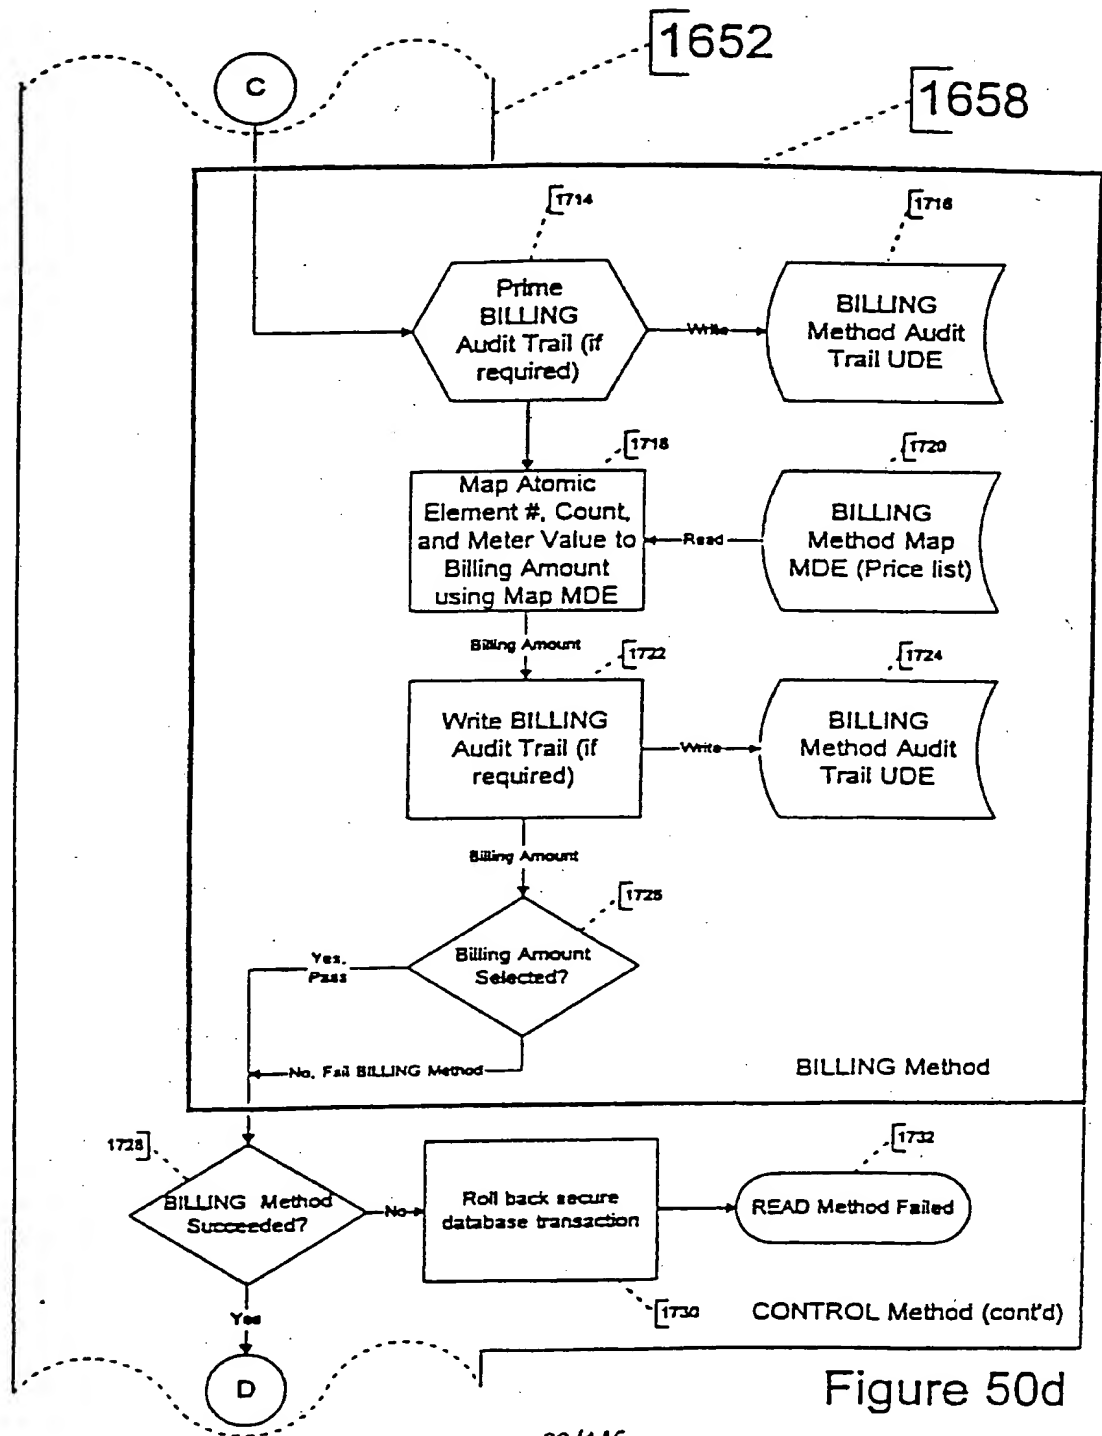 1652
C
1658
1714
1716
Prime
BILLING
Audit Trail (if
required)
Write
BILLING
Method Audit
Trail UDE
1718
1720
Map Atomic
Element #, Count,
and Meter Value to
Billing Amount
using Map MDE
Read
BILLING
Method Map
MDE (Price list)
Billing Amount
1722
1724
Write BILLING
Audit Trail (if
required)
Write
BILLING
Method Audit
Trail UDE
Billing Amount
Yes,
Pass
Billing Amount
Selected?
No, Fail BILLING Method
BILLING Method
1728
1732
BILLING Method
Succeeded?
No
Roll back secure
database transaction
READ Method Failed
1730
CONTROL Method (cont'd)
Yes
D
Figure 50d